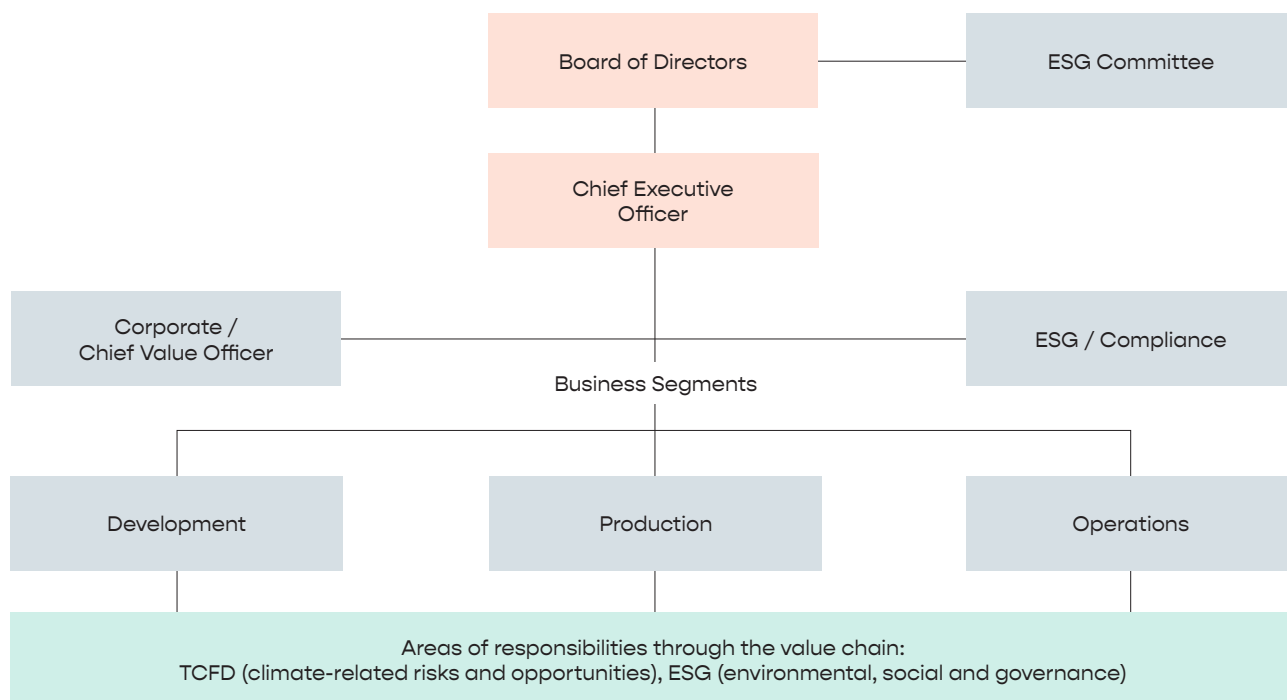 Board of Directors
ESG Committee
Chief Executive
Officer
Corporate /
Chief Value Officer
ESG / Compliance
Business Segments
Development
Production
Operations
Areas of responsibilities through the value chain:
TCFD (climate-related risks and opportunities), ESG (environmental, social and governance)